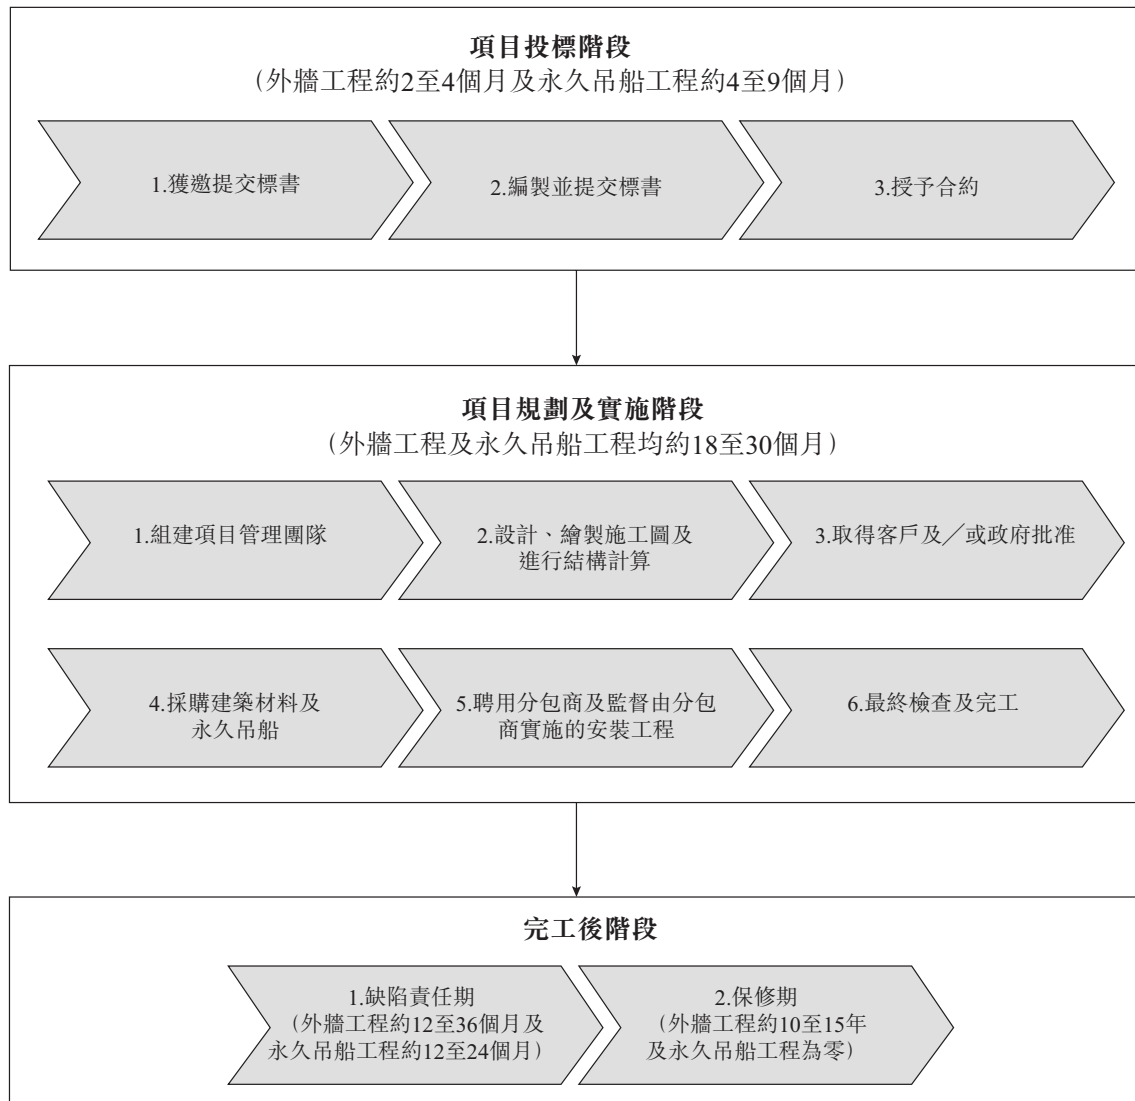 項目投標階段
（外牆工程約2至4個月及永久吊船工程約4至9個月）
1.獲邀提交標書
2.編製並提交標書
3.授予合約
項目規劃及實施階段
（外牆工程及永久吊船工程均約18至30個月）
1.組建項目管理團隊
2.設計、繪製施工圖及
進行結構計算
3.取得客戶及╱或政府批准
4.採購建築材料及
永久吊船
5.聘用分包商及監督由分包
商實施的安裝工程
6.最終檢查及完工
完工後階段
1.缺陷責任期
（外牆工程約12至36個月及
永久吊船工程約12至24個月）
2.保修期
（外牆工程約10至15年
及永久吊船工程為零）